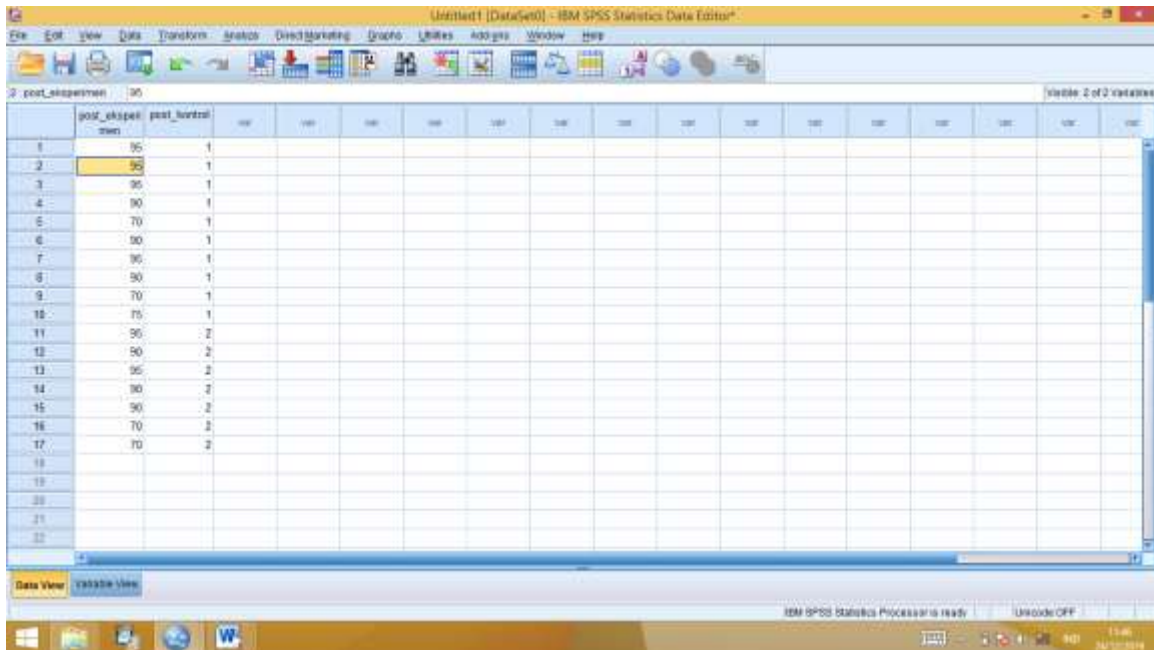 Untitled1 [DataSet0] - IBM SPSS Statistics Data Editor*
File Edit View Data Transform Analyze Direct Marketing Graphs Utilities Add-ons Window Help
2 : post_eksperimen 95 Visible: 2 of 2 Variables
post_eksperi
men post_kontrol var var var var var var var var var var var var var
1 95 1
2 95 1
3 95 1
4 90 1
5 70 1
6 90 1
7 95 1
8 90 1
9 70 1
10 75 1
11 95 2
12 90 2
13 95 2
14 90 2
15 90 2
16 70 2
17 70 2
18
19
20
21
22
Data View Variable View
IBM SPSS Statistics Processor is ready Unicode:OFF
W IND 13:46